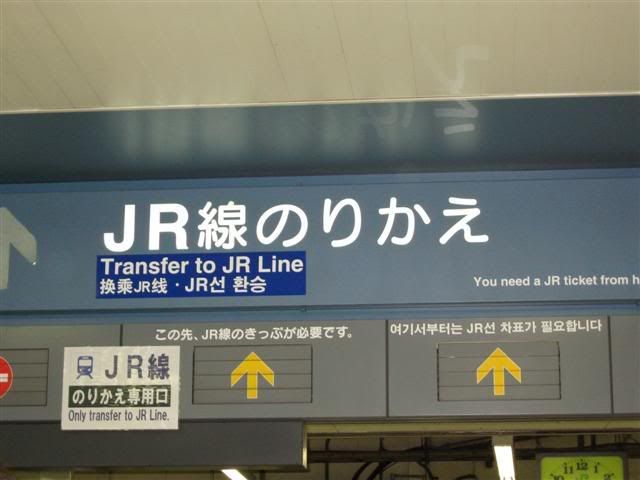 JR線のりかえ
Transfer to JR Line
换乘JR线・JR선 환승
You need a JR ticket from h
この先、JR線のきっぷが必要です。
여기서부터는 JR선 차표가 필요합니다
JR線
のりかえ専用口
Only transfer to JR Line.
11 12 1